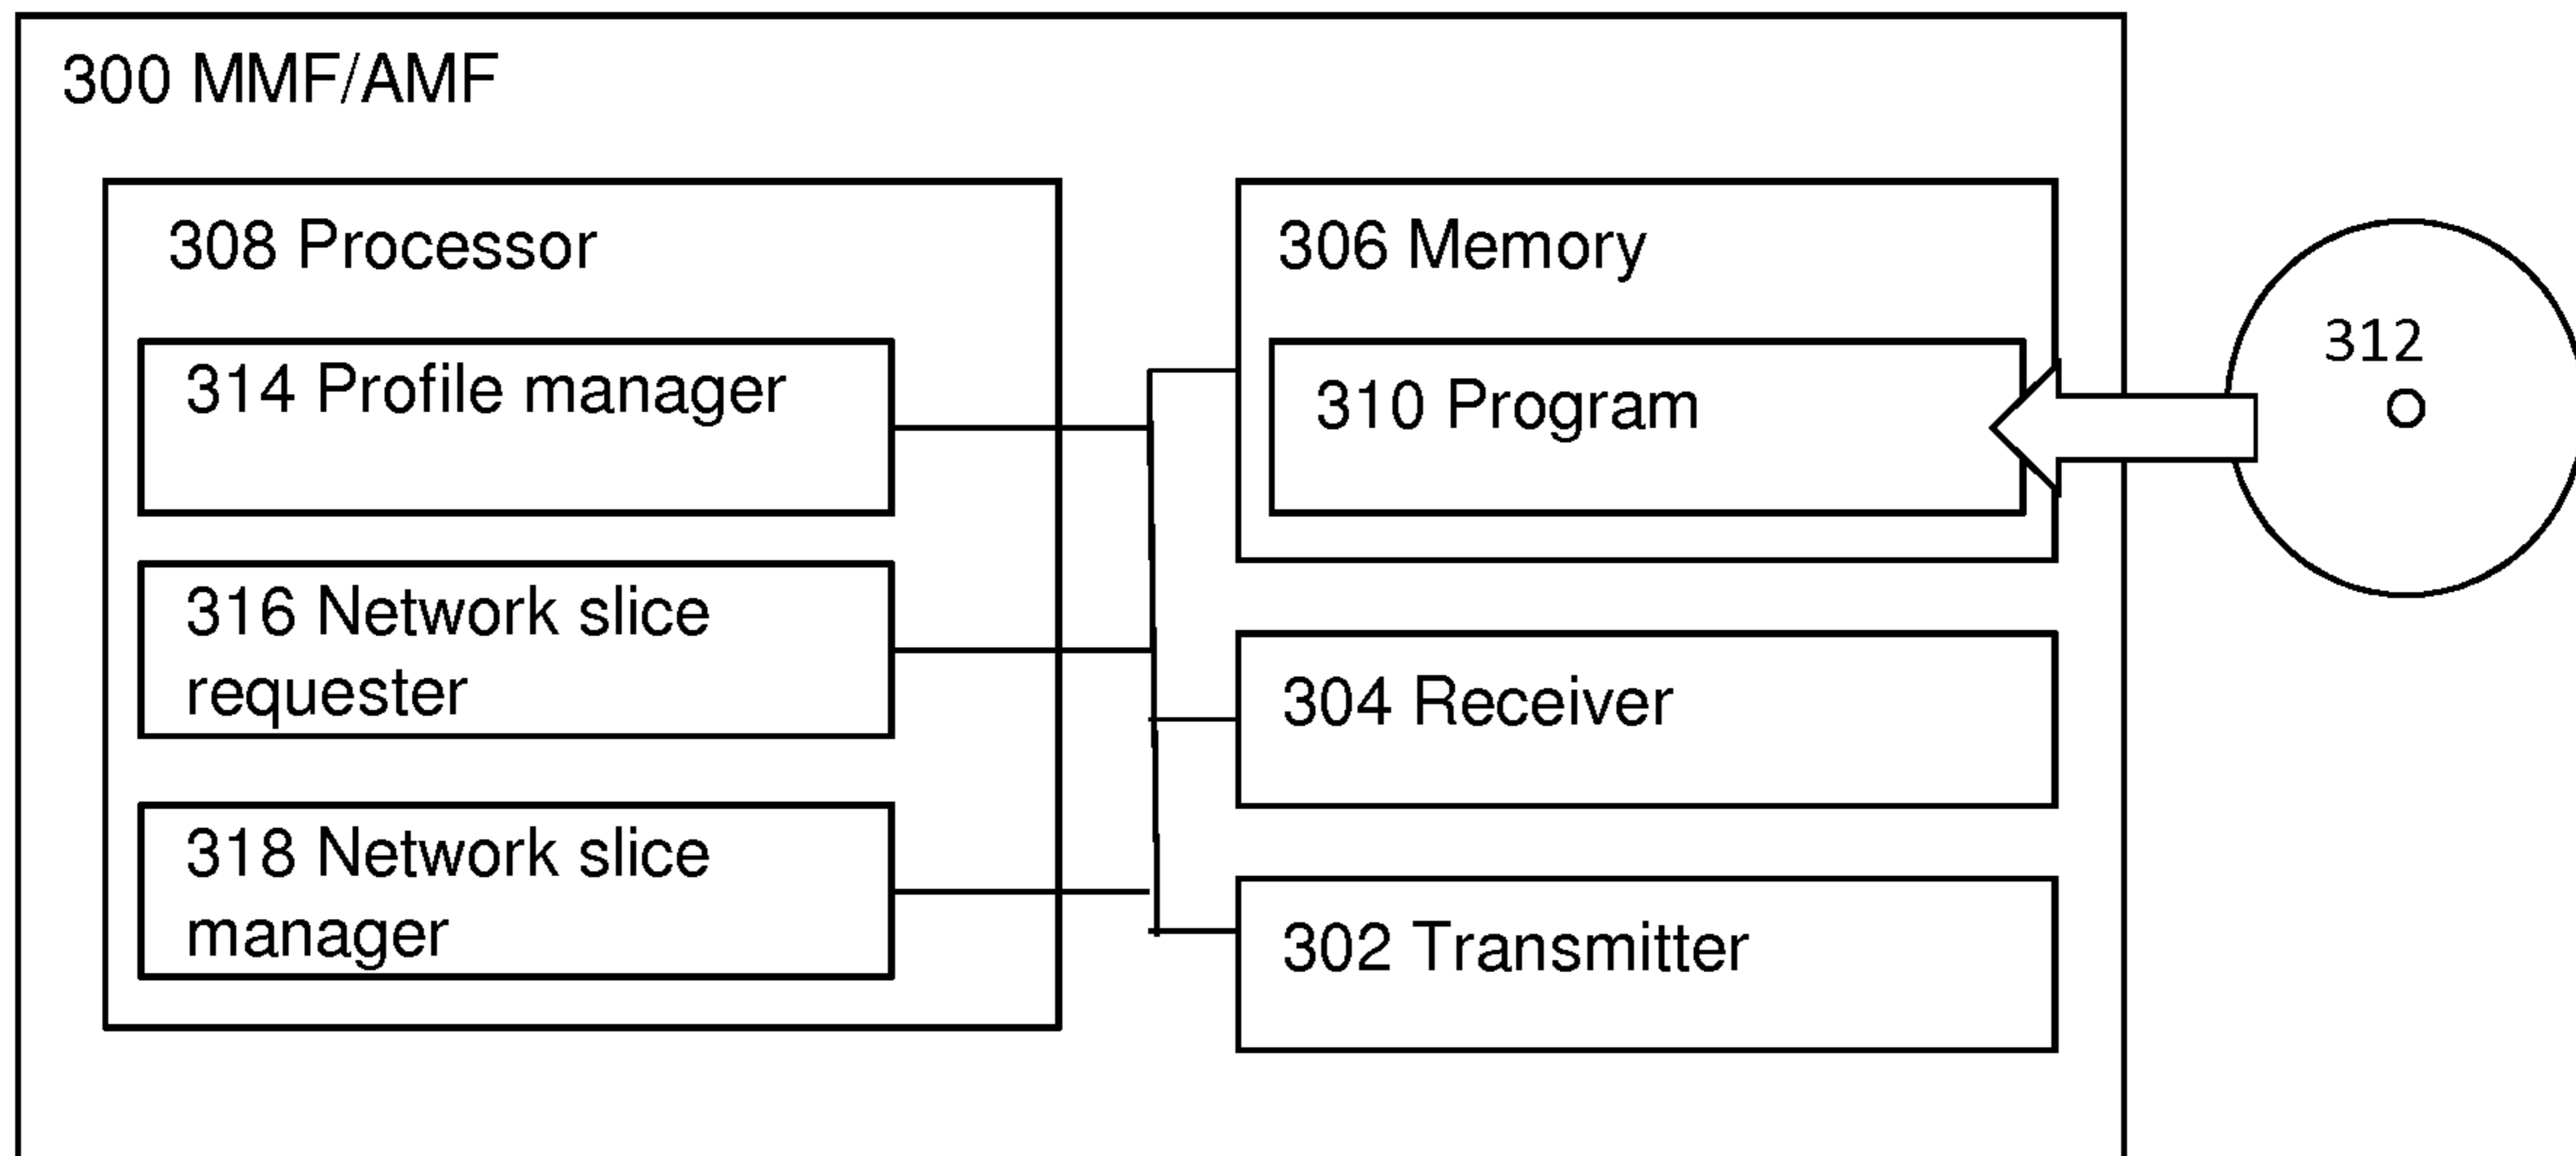 300 MMF/AMF
308 Processor
314 Profile manager
316 Network slice
requester
318 Network slice
manager
306 Memory
310 Program
304 Receiver
302 Transmitter
312